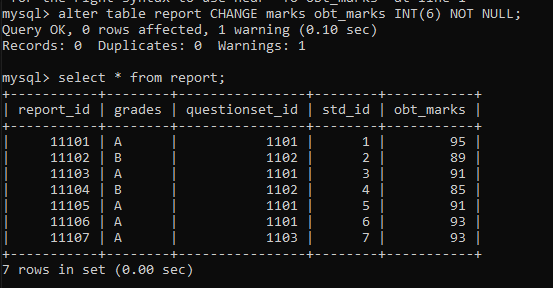 for the right syntax to use near 'TO obt_marks' at line 1
mysql> alter table report CHANGE marks obt_marks INT(6) NOT NULL;
Query OK, 0 rows affected, 1 warning (0.10 sec)
Records: 0  Duplicates: 0  Warnings: 1
mysql> select * from report;
+-----------+--------+----------------+--------+-----------+
| report_id | grades | questionset_id | std_id | obt_marks |
+-----------+--------+----------------+--------+-----------+
|     11101 | A      |           1101 |      1 |        95 |
|     11102 | B      |           1102 |      2 |        89 |
|     11103 | A      |           1101 |      3 |        91 |
|     11104 | B      |           1102 |      4 |        85 |
|     11105 | A      |           1101 |      5 |        91 |
|     11106 | A      |           1101 |      6 |        93 |
|     11107 | A      |           1103 |      7 |        93 |
+-----------+--------+----------------+--------+-----------+
7 rows in set (0.00 sec)